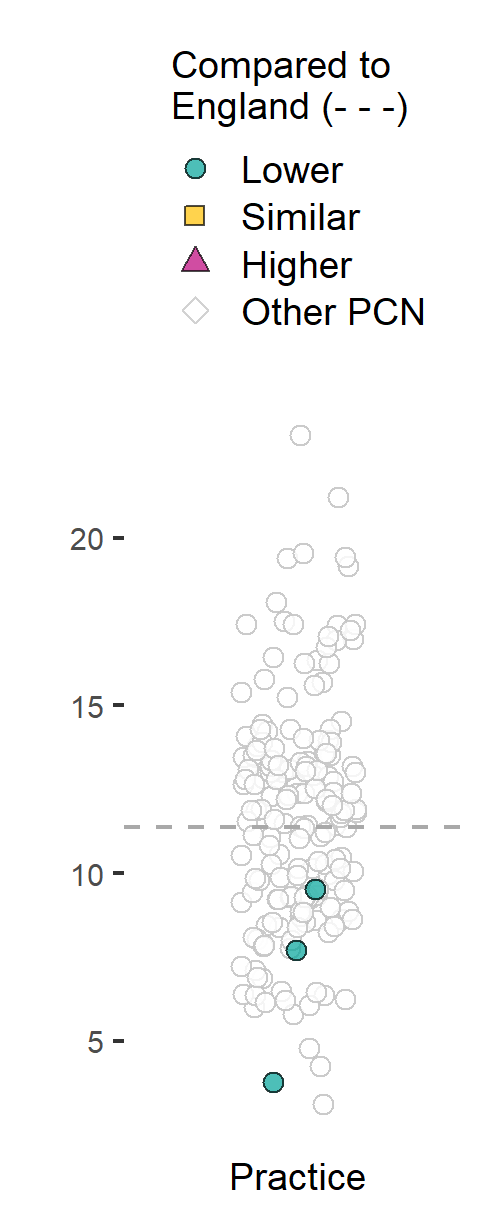 Compared to
England (- - -)
Lower
Similar
Higher
Other PCN
20
15
10
5
Practice